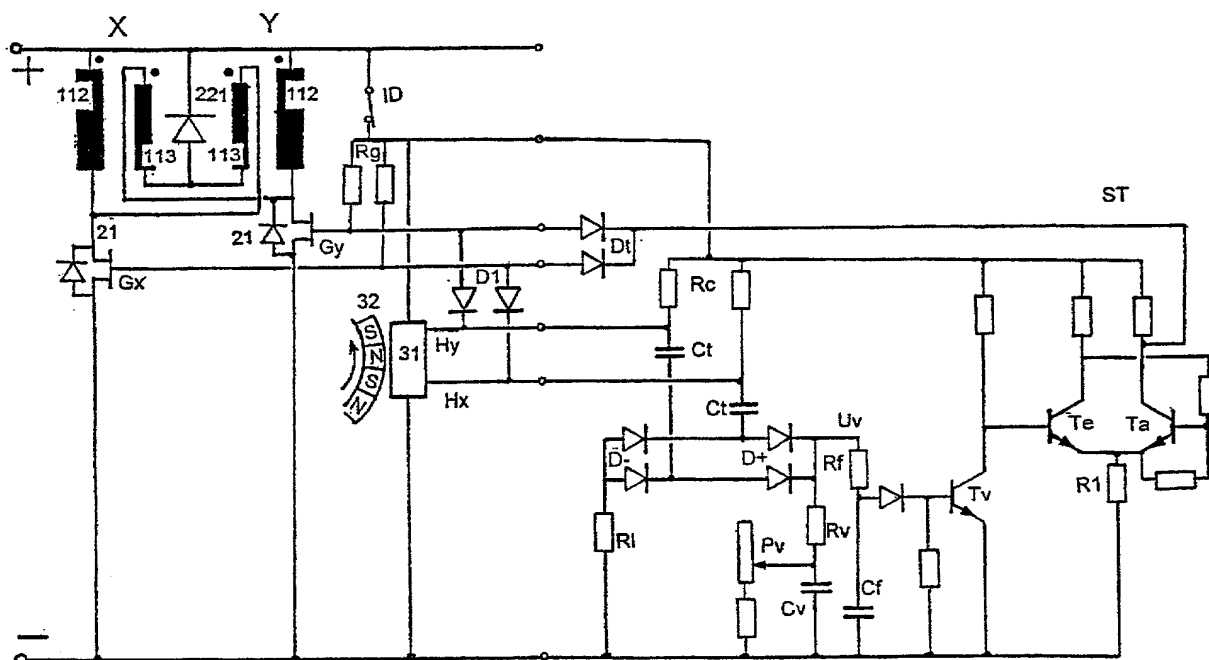 X Y
+
112 221 112 ID
113 113
Rg
ST
21 21 Gy Dt
Gx D1 Rc
32
S N S N
31 Hy Ct
Hx
Ct Uv Te Ta
D- D+ Rf
Tv R1
Rl Rv
Pv
Cv Cf
—